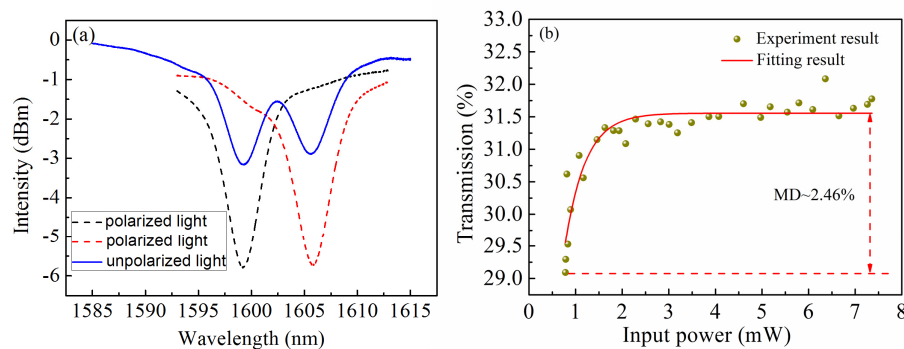 (a)
0
-1
-2
-3
-4
-5
-6
Intensity (dBm)
polarized light
polarized light
unpolarized light
1585 1590 1595 1600 1605 1610 1615
Wavelength (nm)
(b)
33.0
32.5
32.0
31.5
31.0
30.5
30.0
29.5
29.0
Transmission (%)
Experiment result
Fitting result
MD~2.46%
0 1 2 3 4 5 6 7 8
Input power (mW)